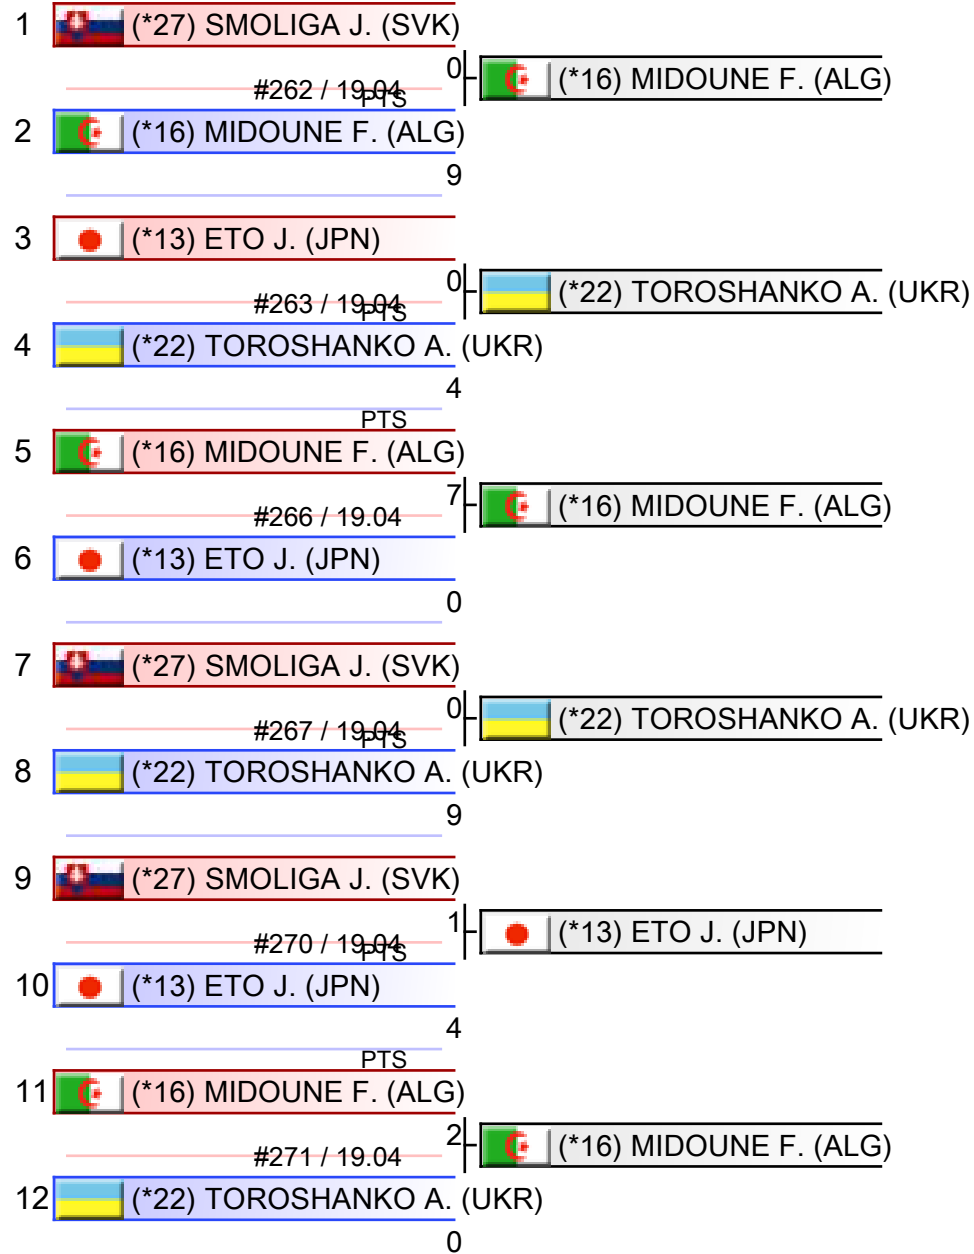 1 (*27) SMOLIGA J. (SVK)
0 (*16) MIDOUNE F. (ALG)
#262 / 19.04 PTS
2 (*16) MIDOUNE F. (ALG)
9
3 (*13) ETO J. (JPN)
0 (*22) TOROSHANKO A. (UKR)
#263 / 19.04 PTS
4 (*22) TOROSHANKO A. (UKR)
4
PTS
5 (*16) MIDOUNE F. (ALG)
7 (*16) MIDOUNE F. (ALG)
#266 / 19.04
6 (*13) ETO J. (JPN)
0
7 (*27) SMOLIGA J. (SVK)
0 (*22) TOROSHANKO A. (UKR)
#267 / 19.04 PTS
8 (*22) TOROSHANKO A. (UKR)
9
9 (*27) SMOLIGA J. (SVK)
1 (*13) ETO J. (JPN)
#270 / 19.04 PTS
10 (*13) ETO J. (JPN)
4
PTS
11 (*16) MIDOUNE F. (ALG)
2 (*16) MIDOUNE F. (ALG)
#271 / 19.04
12 (*22) TOROSHANKO A. (UKR)
0